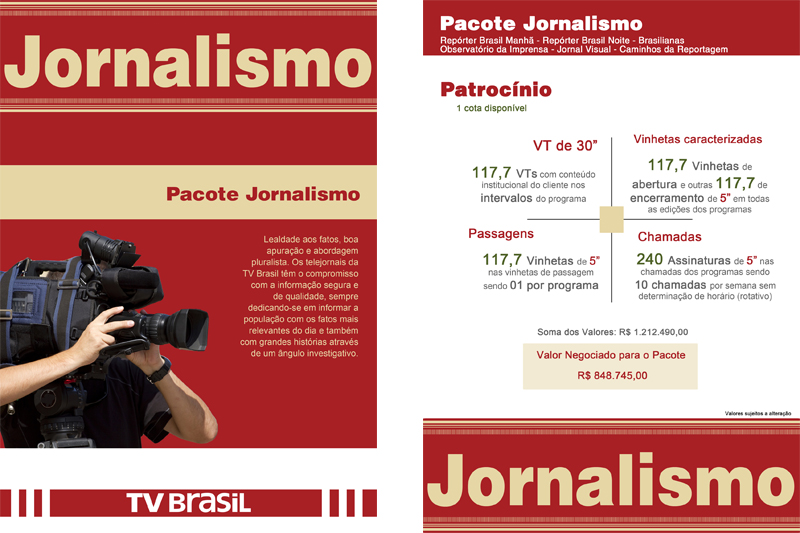 Jornalismo
Pacote Jornalismo
Lealdade aos fatos, boa
apuração e abordagem
pluralista. Os telejornais da
TV Brasil têm o compromisso
com a informação segura e
de qualidade, sempre
dedicando-se em informar a
população com os fatos mais
relevantes do dia e também
com grandes histórias através
de um ângulo investigativo.
TV BRASIL
Pacote Jornalismo
Repórter Brasil Manhã - Repórter Brasil Noite - Brasilianas
Observatório da Imprensa - Jornal Visual - Caminhos da Reportagem
Patrocínio
1 cota disponível
VT de 30”
117,7 VTs com conteúdo
institucional do cliente nos
intervalos do programa
Vinhetas caracterizadas
117,7 Vinhetas de
abertura e outras 117,7 de
encerramento de 5” em todas
as edições dos programas
Passagens
117,7 Vinhetas de 5”
nas vinhetas de passagem
sendo 01 por programa
Chamadas
240 Assinaturas de 5” nas
chamadas dos programas sendo
10 chamadas por semana sem
determinação de horário (rotativo)
Soma dos Valores: R$ 1.212.490,00
Valor Negociado para o Pacote
R$ 848.745,00
Valores sujeitos a alteração
Jornalismo